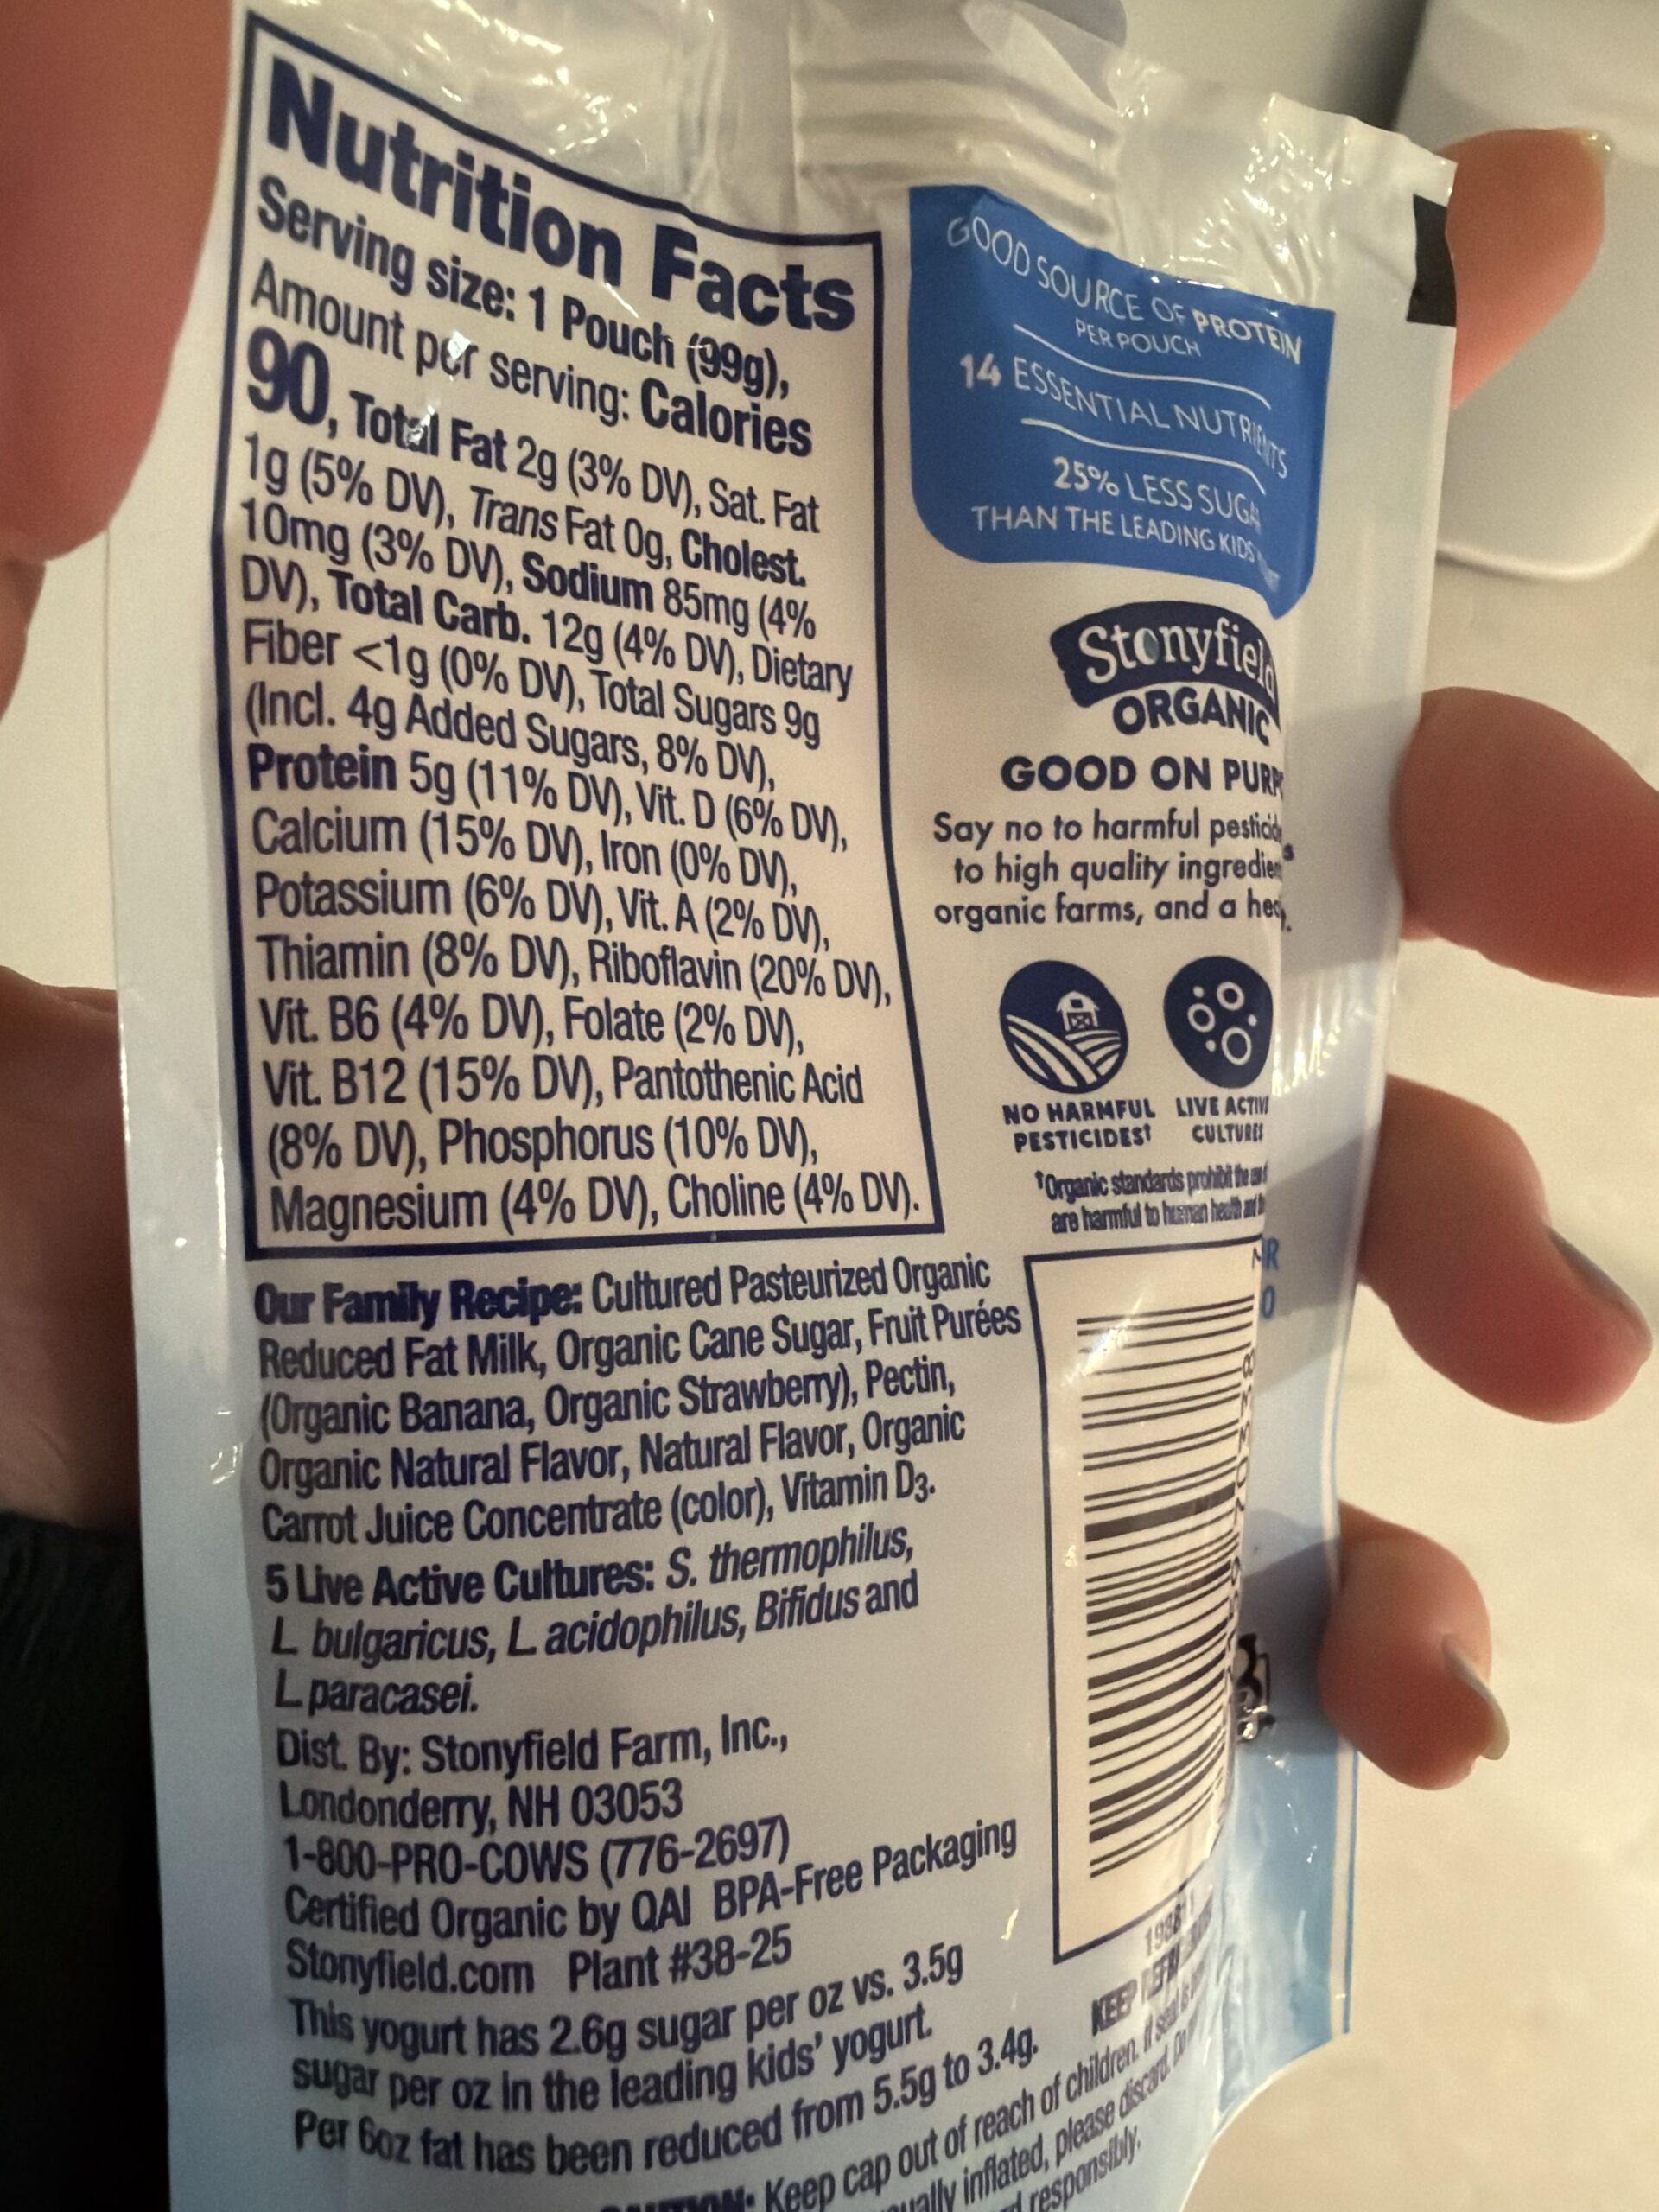 Nutrition Facts
Serving size: 1 Pouch (99g),
Amount per serving: Calories
90, Total Fat 2g (3% DV), Sat. Fat
1g (5% DV), Trans Fat 0g, Cholest.
10mg (3% DV), Sodium 85mg (4%
DV), Total Carb. 12g (4% DV), Dietary
Fiber <1g (0% DV), Total Sugars 9g
(Incl. 4g Added Sugars, 8% DV),
Protein 5g (11% DV), Vit. D (6% DV),
Calcium (15% DV), Iron (0% DV),
Potassium (6% DV), Vit. A (2% DV),
Thiamin (8% DV), Riboflavin (20% DV),
Vit. B6 (4% DV), Folate (2% DV),
Vit. B12 (15% DV), Pantothenic Acid
(8% DV), Phosphorus (10% DV),
Magnesium (4% DV), Choline (4% DV).
Our Family Recipe: Cultured Pasteurized Organic
Reduced Fat Milk, Organic Cane Sugar, Fruit Purées
(Organic Banana, Organic Strawberry), Pectin,
Organic Natural Flavor, Natural Flavor, Organic
Carrot Juice Concentrate (color), Vitamin D3.
5 Live Active Cultures: S. thermophilus,
L bulgaricus, L acidophilus, Bifidus and
L paracasei.
Dist. By: Stonyfield Farm, Inc.,
Londonderry, NH 03053
1-800-PRO-COWS (776-2697)
Certified Organic by QAI BPA-Free Packaging
Stonyfield.com Plant #38-25
This yogurt has 2.6g sugar per oz vs. 3.5g
sugar per oz in the leading kids' yogurt.
Per 6oz fat has been reduced from 5.5g to 3.4g.
GOOD SOURCE OF PROTEIN
PER POUCH
14 ESSENTIAL NUTRIENTS
25% LESS SUGA
THAN THE LEADING KIDS
Stonyfield
ORGANIC
GOOD ON
Say no to harmful
to high quality
organic farms, and a
NO HARMFUL
PESTICIDES†
LIVE ACTIVE
CULTURES
†Organic standards prohibit the
are harmful to human health and
KEEP
Keep cap out of reach of children. If seal is
inflated, please discard.
responsibly.